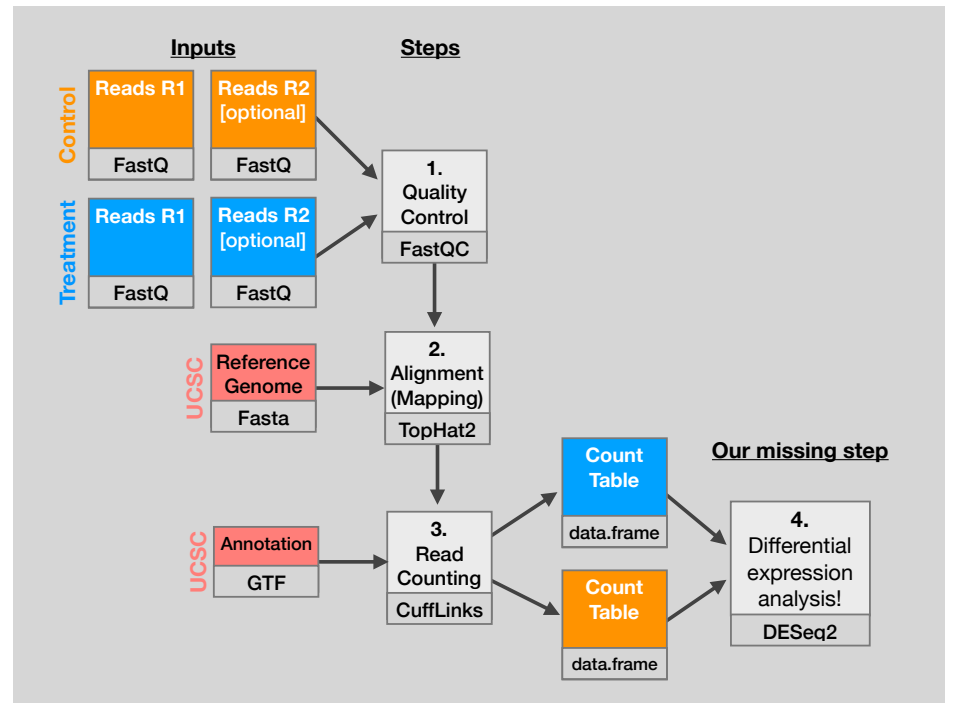 Inputs
Steps
Control
Reads R1
FastQ
Reads R2
[optional]
FastQ
1.
Quality
Control
FastQC
Treatment
Reads R1
FastQ
Reads R2
[optional]
FastQ
UCSC
Reference
Genome
Fasta
2.
Alignment
(Mapping)
TopHat2
UCSC
Annotation
GTF
3.
Read
Counting
CuffLinks
Count
Table
data.frame
Count
Table
data.frame
Our missing step
4.
Differential
expression
analysis!
DESeq2